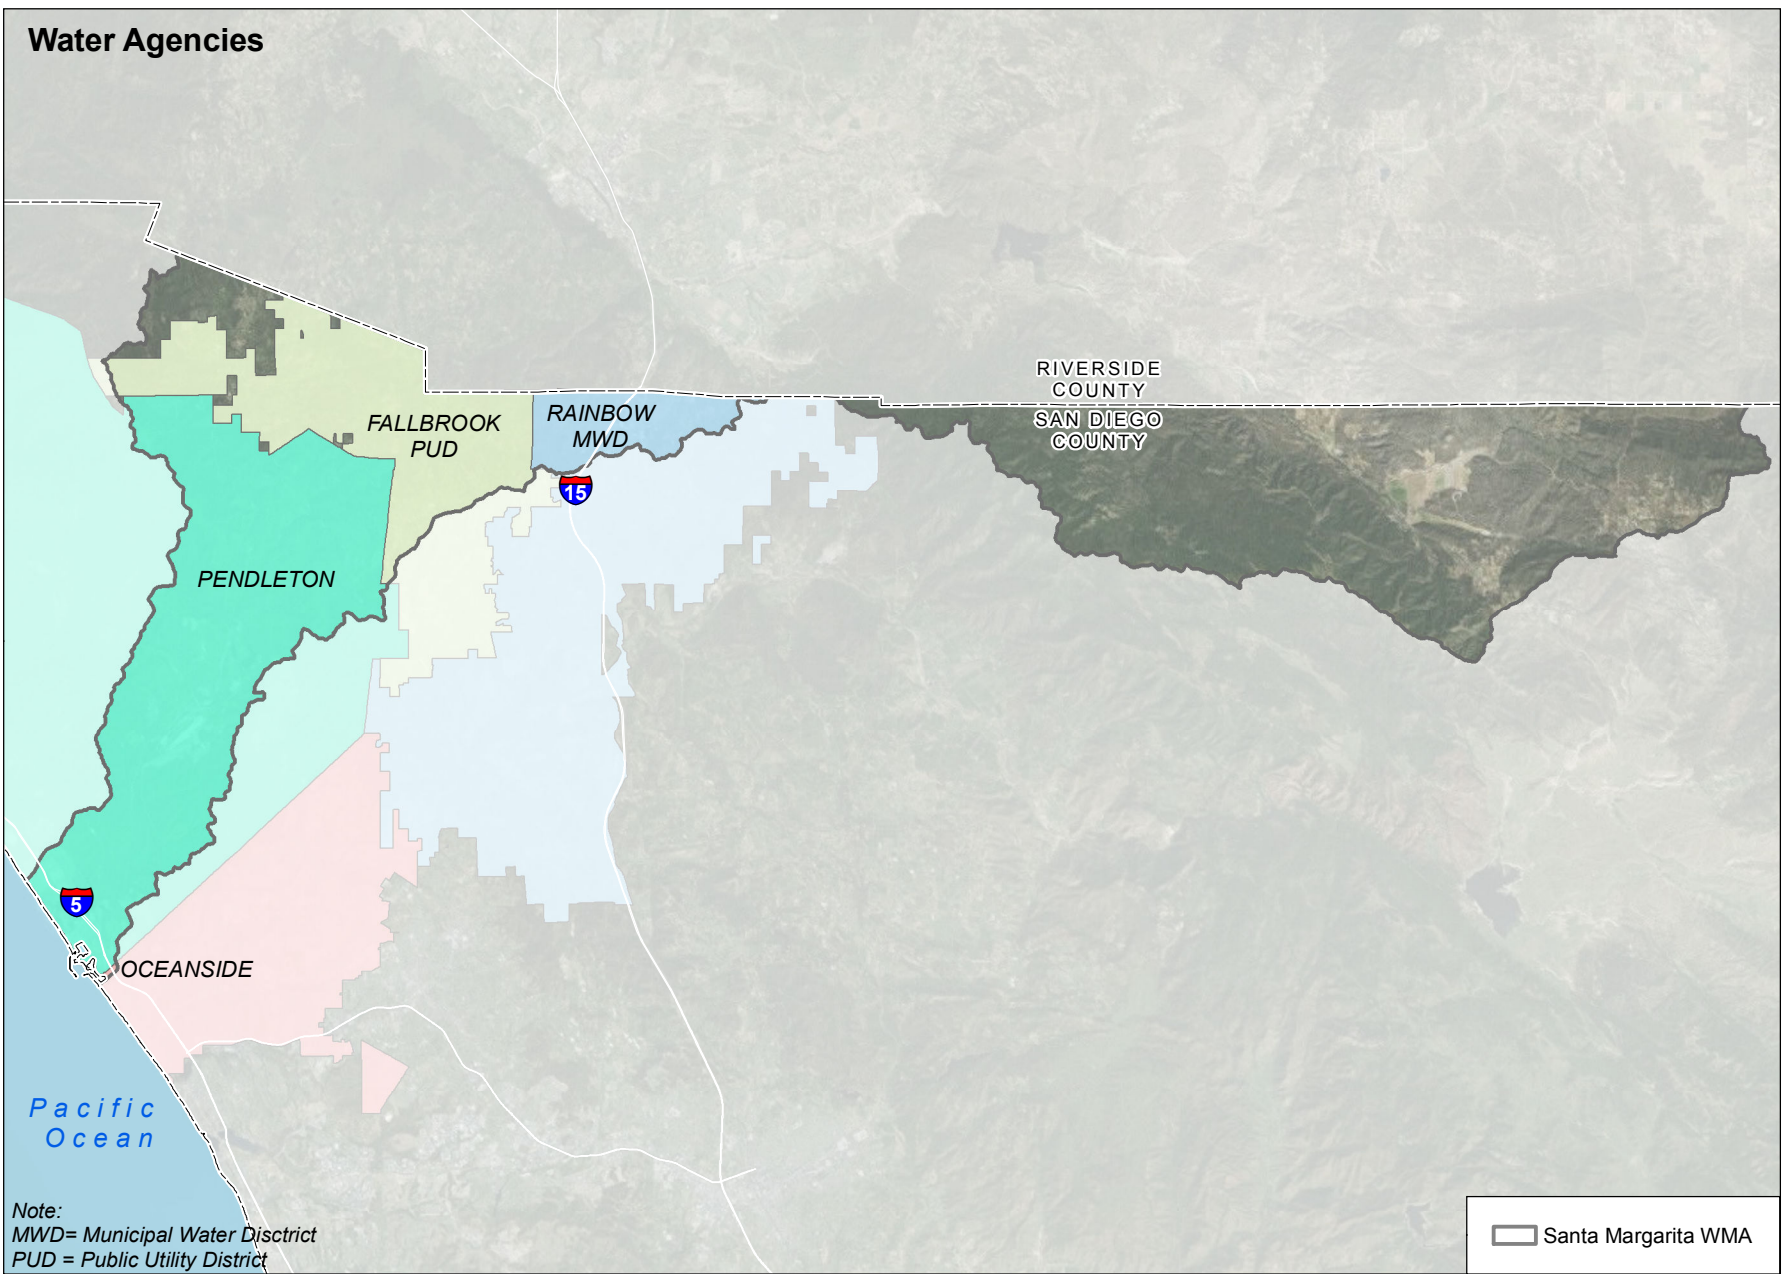 Water Agencies
RIVERSIDE
COUNTY
SAN DIEGO
COUNTY
FALLBROOK
PUD
RAINBOW
MWD
15
PENDLETON
5
OCEANSIDE
Pacific
Ocean
Note:
MWD= Municipal Water Disctrict
PUD = Public Utility District
Santa Margarita WMA